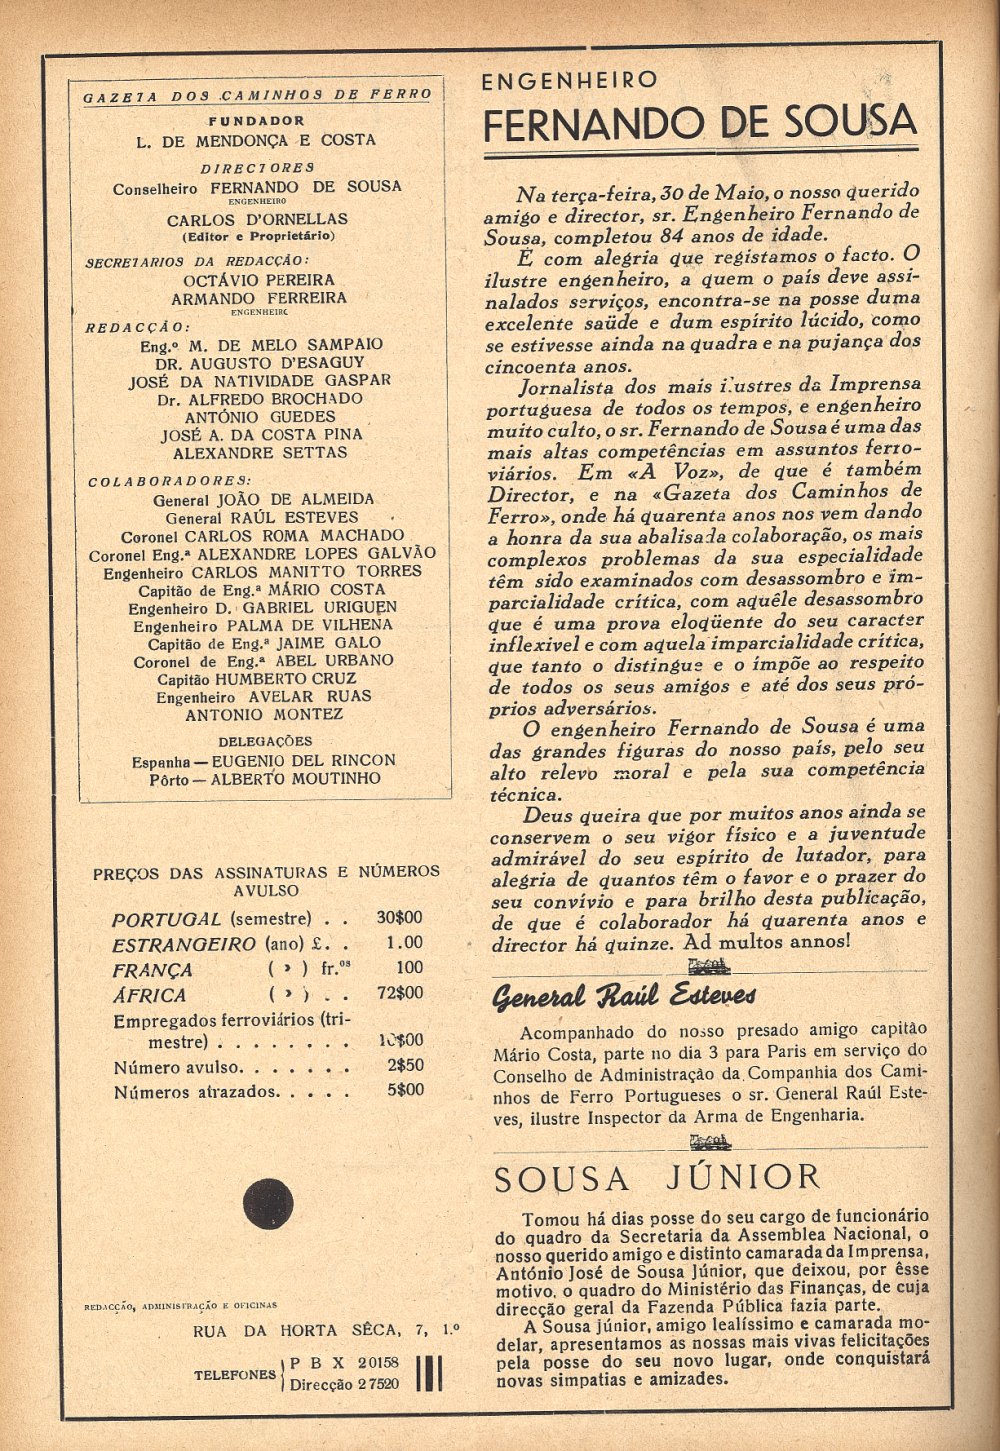 GAZETA DOS CAMINHOS DE FERRO
FUNDADOR
L. DE MENDONÇA E COSTA
DIRECTORES
Conselheiro FERNANDO DE SOUSA
ENGENHEIRO
CARLOS D'ORNELLAS
(Editor e Proprietário)
SECRETARIOS DA REDACÇÃO:
OCTÁVIO PEREIRA
ARMANDO FERREIRA
ENGENHEIRO
REDACÇÃO:
Eng.º M. DE MELO SAMPAIO
DR. AUGUSTO D'ESAGUY
JOSÉ DA NATIVIDADE GASPAR
Dr. ALFREDO BROCHADO
ANTÓNIO GUEDES
JOSÉ A. DA COSTA PINA
ALEXANDRE SETTAS
COLABORADORES:
General JOÃO DE ALMEIDA
General RAÚL ESTEVES
Coronel CARLOS ROMA MACHADO
Coronel Eng.ª ALEXANDRE LOPES GALVÃO
Engenheiro CARLOS MANITTO TORRES
Capitão de Eng.ª MÁRIO COSTA
Engenheiro D. GABRIEL URIGUEN
Engenheiro PALMA DE VILHENA
Capitão de Eng.ª JAIME GALO
Coronel de Eng.ª ABEL URBANO
Capitão HUMBERTO CRUZ
Engenheiro AVELAR RUAS
ANTONIO MONTEZ
DELEGAÇÕES
Espanha — EUGENIO DEL RINCON
Pôrto — ALBERTO MOUTINHO
PREÇOS DAS ASSINATURAS E NÚMEROS
AVULSO
PORTUGAL (semestre) . . 30$00
ESTRANGEIRO (ano) £. . 1.00
FRANÇA ( » ) fr.ᵒˢ 100
ÁFRICA ( » ) . . 72$00
Empregados ferroviários (tri-
mestre) . . . . . . . . 10$00
Número avulso. . . . . . . 2$50
Números atrazados. . . . . 5$00
REDACÇÃO, ADMINISTRAÇÃO E OFICINAS
RUA DA HORTA SÊCA, 7, 1.º
TELEFONES
P B X 20158
Direcção 27520
ENGENHEIRO
FERNANDO DE SOUSA
Na terça-feira, 30 de Maio, o nosso querido
amigo e director, sr. Engenheiro Fernando de
Sousa, completou 84 anos de idade.
É com alegria que registamos o facto. O
ilustre engenheiro, a quem o país deve assi-
nalados serviços, encontra-se na posse duma
excelente saüde e dum espírito lúcido, como
se estivesse ainda na quadra e na pujança dos
cincoenta anos.
Jornalista dos mais ilustres da Imprensa
portuguesa de todos os tempos, e engenheiro
muito culto, o sr. Fernando de Sousa é uma das
mais altas competências em assuntos ferro-
viários. Em «A Voz», de que é também
Director, e na «Gazeta dos Caminhos de
Ferro», onde há quarenta anos nos vem dando
a honra da sua abalisada colaboração, os mais
complexos problemas da sua especialidade
têm sido examinados com desassombro e im-
parcialidade crítica, com aquêle desassombro
que é uma prova eloqüente do seu caracter
inflexivel e com aquela imparcialidade crítica,
que tanto o distingue e o impõe ao respeito
de todos os seus amigos e até dos seus pró-
prios adversários.
O engenheiro Fernando de Sousa é uma
das grandes figuras do nosso país, pelo seu
alto relevo moral e pela sua competência
técnica.
Deus queira que por muitos anos ainda se
conservem o seu vigor físico e a juventude
admirável do seu espírito de lutador, para
alegria de quantos têm o favor e o prazer do
seu convívio e para brilho desta publicação,
de que é colaborador há quarenta anos e
director há quinze. Ad multos annos!
General Raúl Esteves
Acompanhado do nosso presado amigo capitão
Mário Costa, parte no dia 3 para Paris em serviço do
Conselho de Administração da Companhia dos Cami-
nhos de Ferro Portugueses o sr. General Raúl Este-
ves, ilustre Inspector da Arma de Engenharia.
SOUSA JÚNIOR
Tomou há dias posse do seu cargo de funcionário
do quadro da Secretaria da Assemblea Nacional, o
nosso querido amigo e distinto camarada da Imprensa,
António José de Sousa Júnior, que deixou, por êsse
motivo, o quadro do Ministério das Finanças, de cuja
direcção geral da Fazenda Pública fazia parte.
A Sousa júnior, amigo lealíssimo e camarada mo-
delar, apresentamos as nossas mais vivas felicitações
pela posse do seu novo lugar, onde conquistará
novas simpatias e amizades.